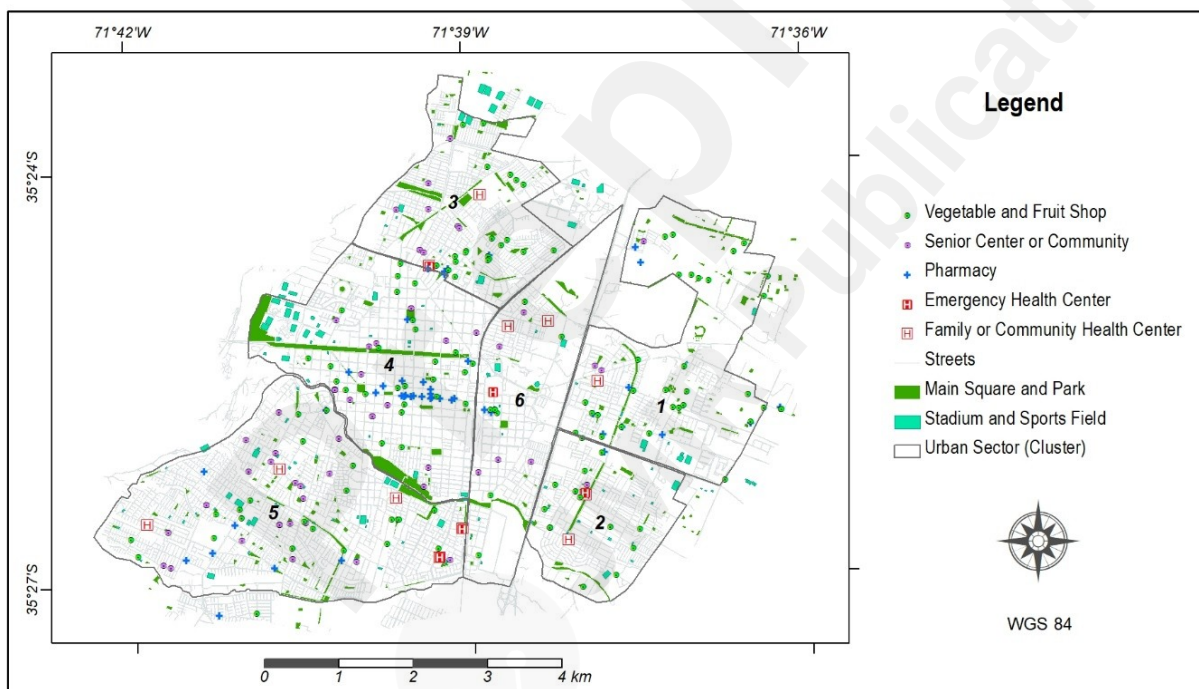 71°42'W 71°39'W 71°36'W
35°24'S
35°27'S
3
4
6
1
5
2
Legend
Vegetable and Fruit Shop
Senior Center or Community
Pharmacy
H Emergency Health Center
H Family or Community Health Center
Streets
Main Square and Park
Stadium and Sports Field
Urban Sector (Cluster)
WGS 84
0 1 2 3 4 km